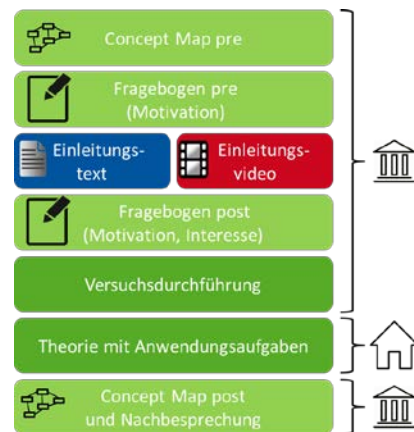 Concept Map pre
Fragebogen pre
(Motivation)
Einleitungs-
text
Einleitungs-
video
Fragebogen post
(Motivation, Interesse)
Versuchsdurchführung
Theorie mit Anwendungsaufgaben
Concept Map post
und Nachbesprechung